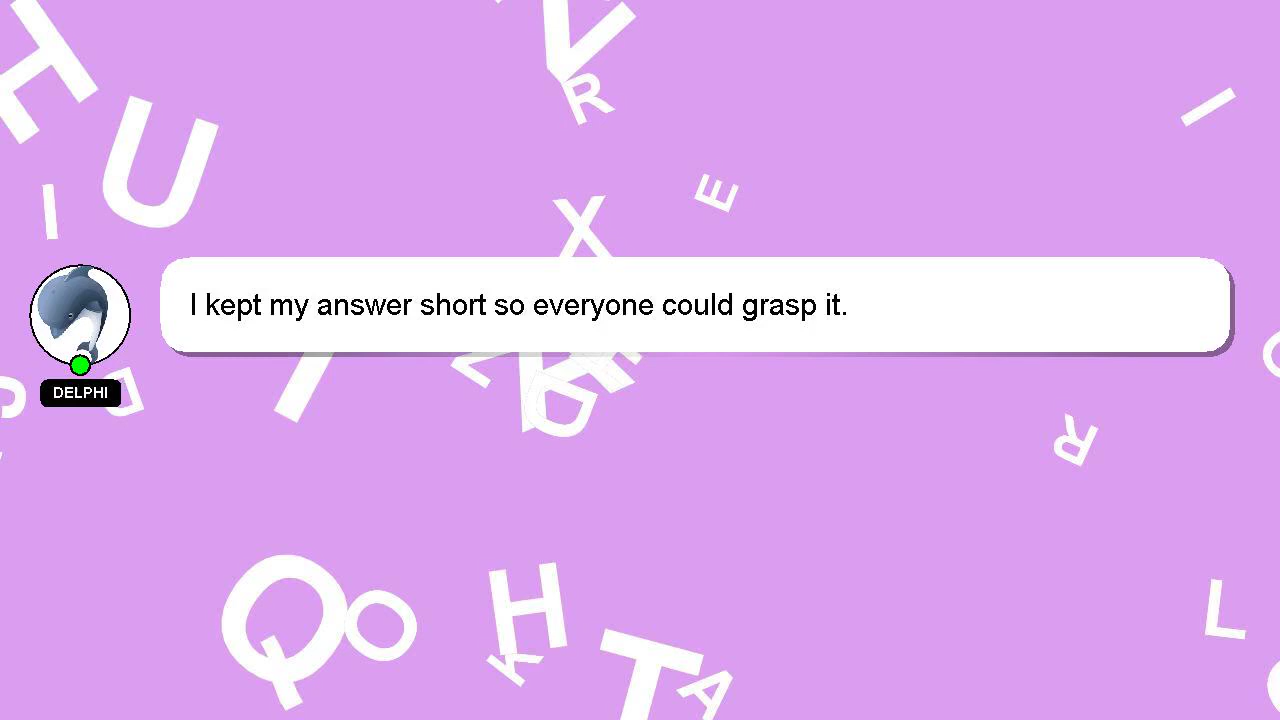 I kept my answer short so everyone could grasp it.
DELPHI
H
U
I
V
R
E
X
I
I
Z
D
D
R
Q
O
H
K
T
A
L